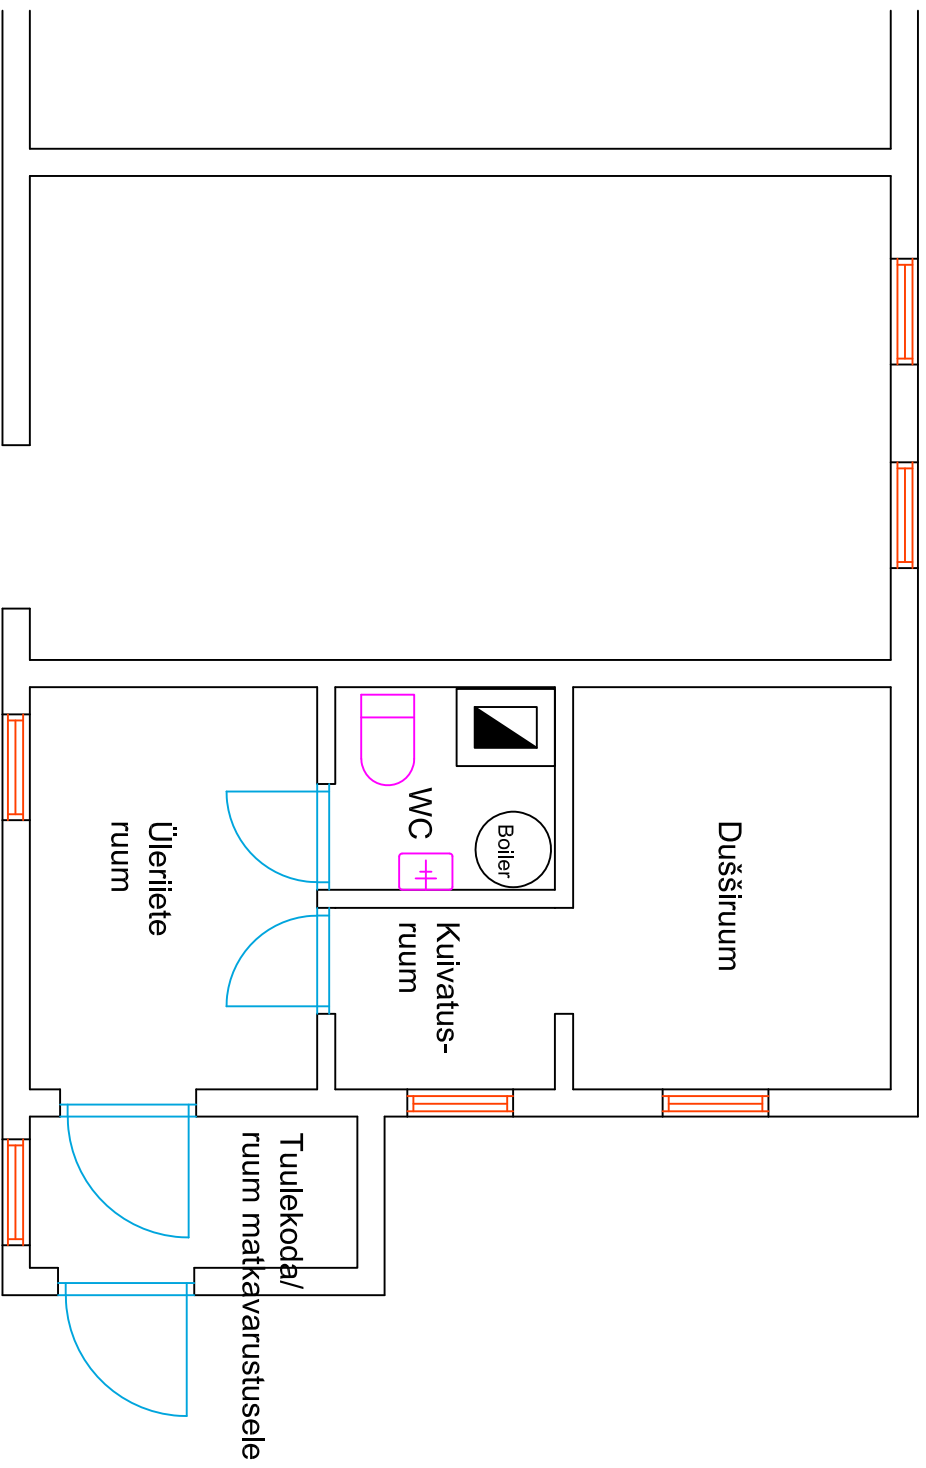 Dušširuum
Boiler
WC
Kuivatus-
ruum
Üleriiete
ruum
Tuulekoda/
ruum matkavarustusele